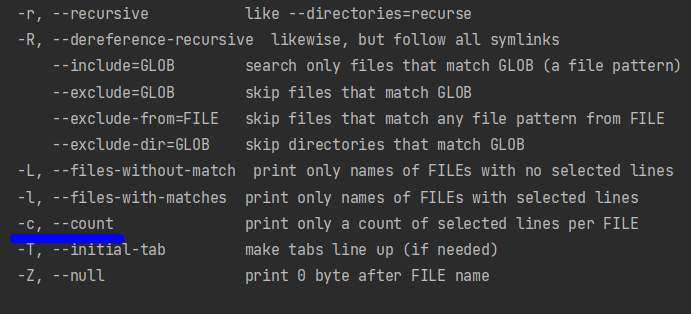 -r, --recursive           like --directories=recurse
-R, --dereference-recursive  likewise, but follow all symlinks
    --include=GLOB        search only files that match GLOB (a file pattern)
    --exclude=GLOB        skip files that match GLOB
    --exclude-from=FILE   skip files that match any file pattern from FILE
    --exclude-dir=GLOB    skip directories that match GLOB
-L, --files-without-match  print only names of FILEs with no selected lines
-l, --files-with-matches  print only names of FILEs with selected lines
-c, --count               print only a count of selected lines per FILE
-T, --initial-tab         make tabs line up (if needed)
-Z, --null                print 0 byte after FILE name